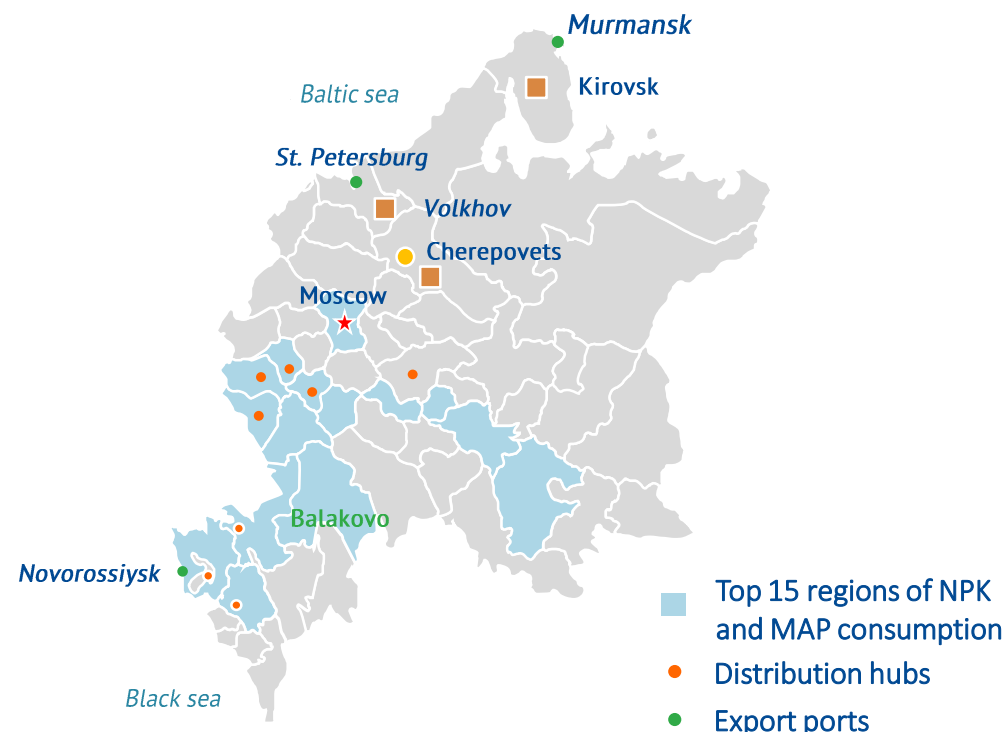 Murmansk
Kirovsk
Baltic sea
St. Petersburg
Volkhov
Cherepovets
Moscow
Balakovo
Novorossiysk
Top 15 regions of NPK
and MAP consumption
Distribution hubs
Black sea
Export ports